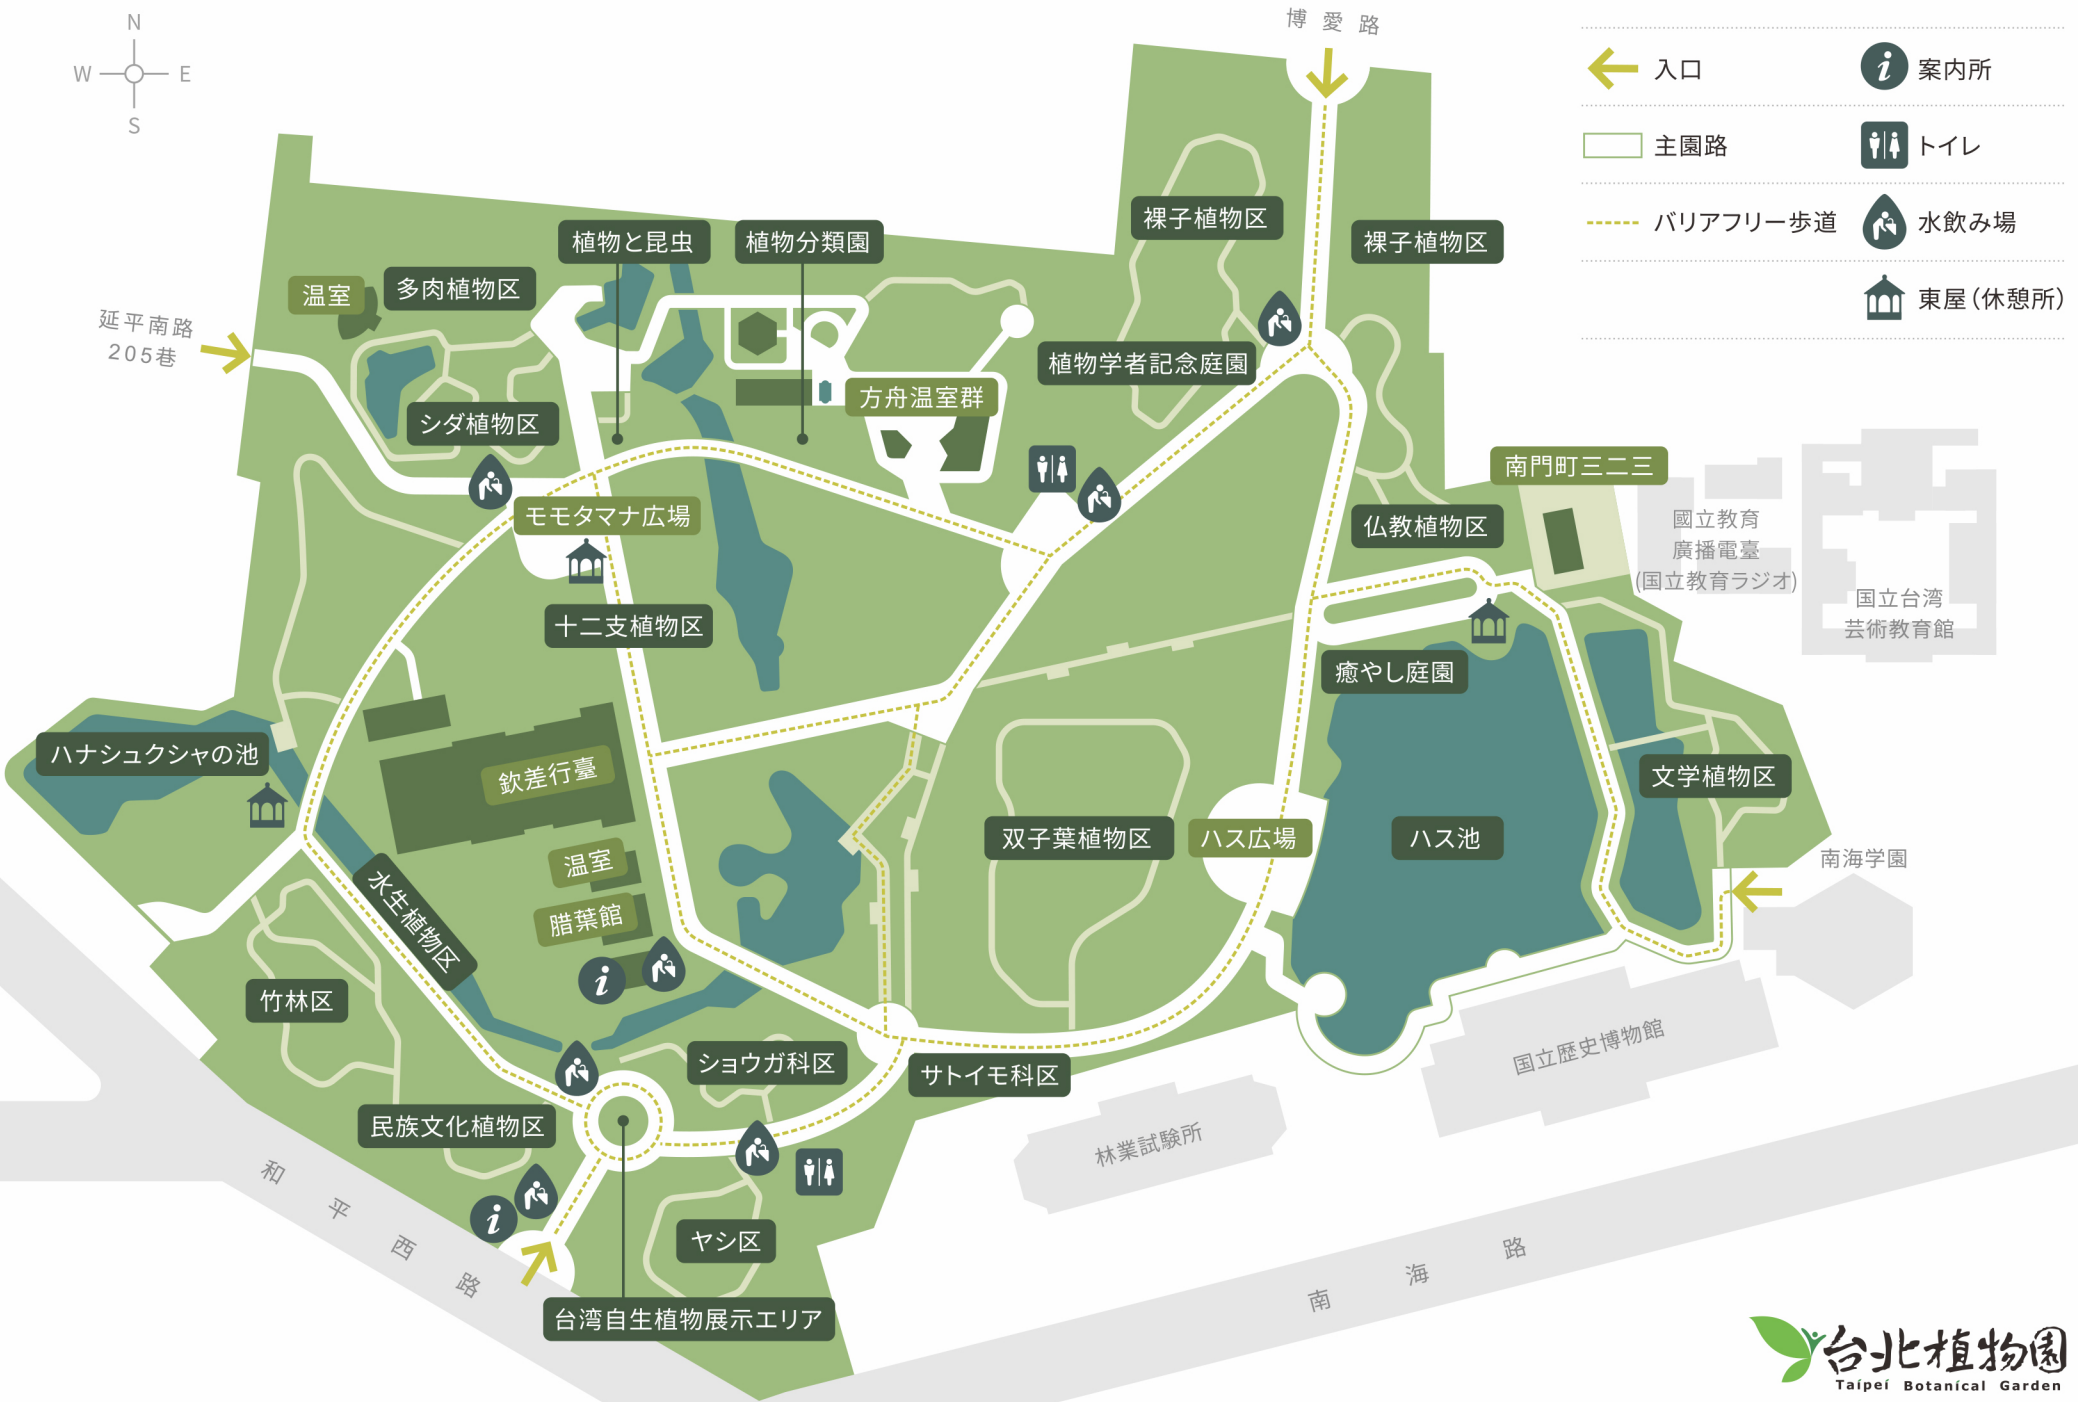 N
W
E
S
博愛路
入口
案内所
主園路
トイレ
バリアフリー歩道
水飲み場
東屋(休憩所)
裸子植物区
裸子植物区
植物と昆虫
植物分類園
温室
多肉植物区
延平南路
205巷
植物学者記念庭園
方舟温室群
シダ植物区
南門町三二三
モモタマナ広場
仏教植物区
國立教育
廣播電臺
(国立教育ラジオ)
国立台湾
芸術教育館
十二支植物区
癒やし庭園
ハナシュクシャの池
欽差行臺
文学植物区
双子葉植物区
ハス広場
ハス池
南海学園
温室
腊葉館
水生植物区
竹林区
ショウガ科区
サトイモ科区
国立歴史博物館
民族文化植物区
林業試験所
和平西路
ヤシ区
南海路
台湾自生植物展示エリア
台北植物園
Taipei Botanical Garden